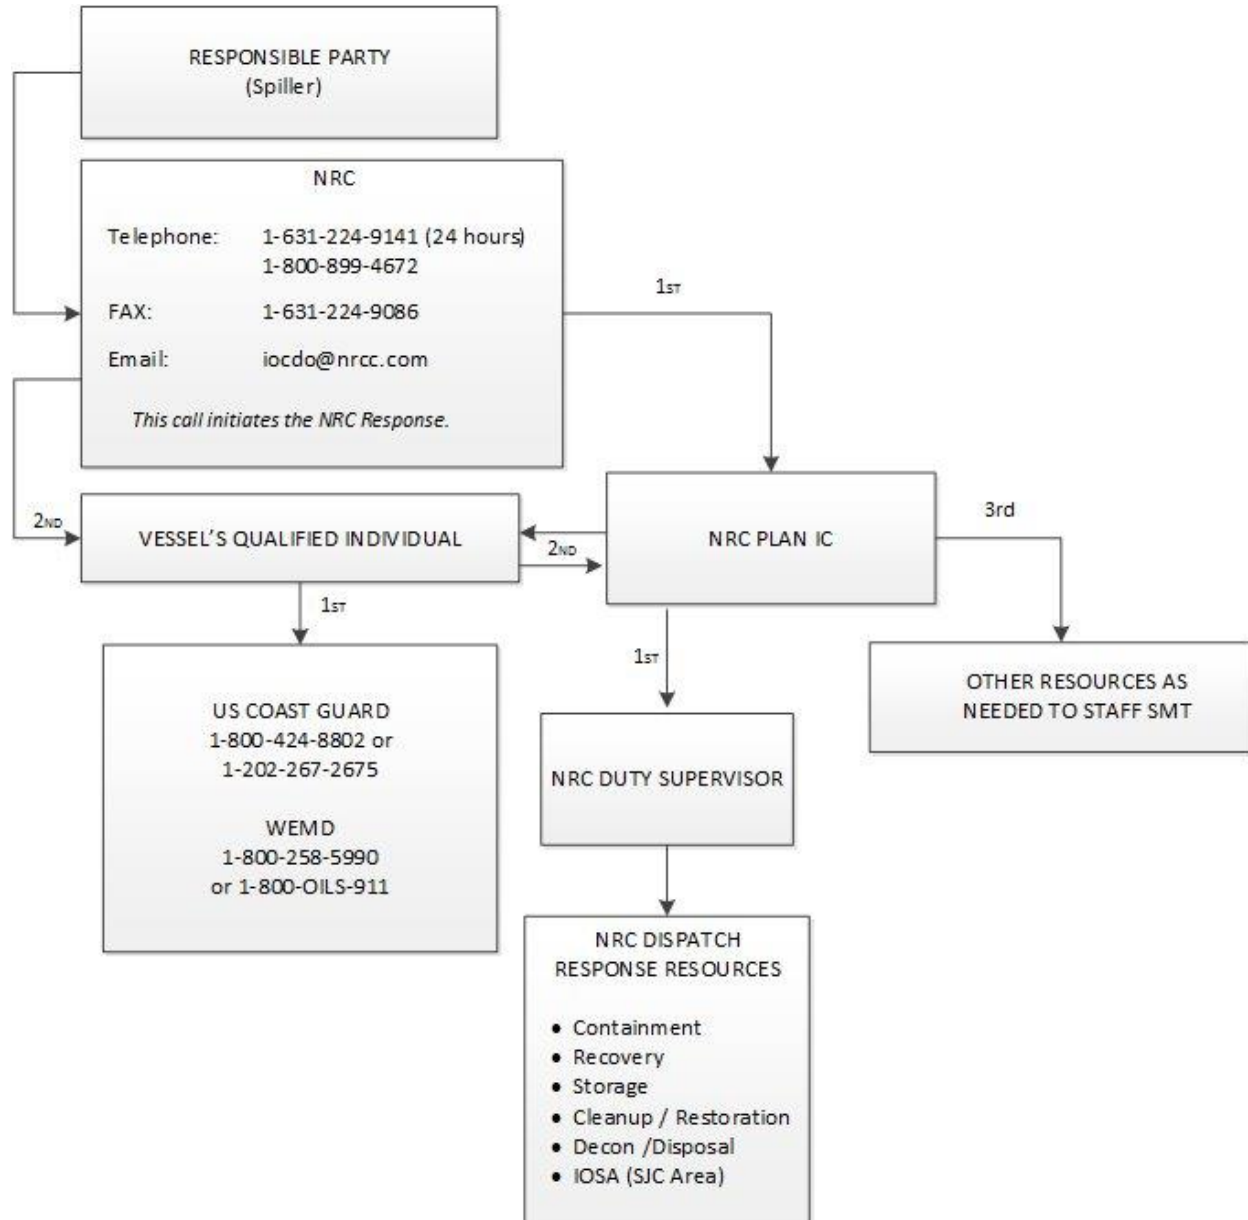 RESPONSIBLE PARTY
(Spiller)
NRC
Telephone: 1-631-224-9141 (24 hours)
1-800-899-4672
FAX: 1-631-224-9086
Email: iocdo@nrcc.com
This call initiates the NRC Response.
1ST
2ND
VESSEL'S QUALIFIED INDIVIDUAL
2ND
NRC PLAN IC
3rd
1ST
US COAST GUARD
1-800-424-8802 or
1-202-267-2675
WEMD
1-800-258-5990
or 1-800-OILS-911
1ST
NRC DUTY SUPERVISOR
OTHER RESOURCES AS
NEEDED TO STAFF SMT
NRC DISPATCH
RESPONSE RESOURCES
• Containment
• Recovery
• Storage
• Cleanup / Restoration
• Decon /Disposal
• IOSA (SJC Area)